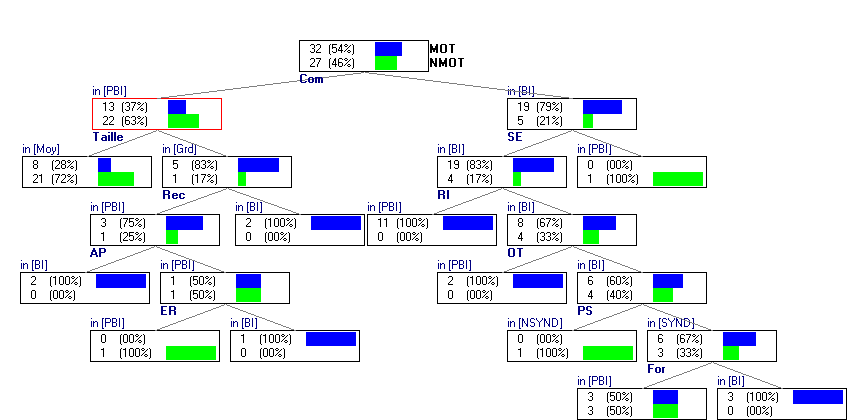 32 (54%) MOT
27 (46%) NMOT
Com
in [PBI] in [BI]
13 (37%) 19 (79%)
22 (63%) 5 (21%)
Taille SE
in [Moy] in [Grd] in [BI] in [PBI]
8 (28%) 5 (83%) 19 (83%) 0 (00%)
21 (72%) 1 (17%) 4 (17%) 1 (100%)
Rec RI
in [PBI] in [BI] in [PBI] in [BI]
3 (75%) 2 (100%) 11 (100%) 8 (67%)
1 (25%) 0 (00%) 0 (00%) 4 (33%)
AP OT
in [BI] in [PBI] in [PBI] in [BI]
2 (100%) 1 (50%) 2 (100%) 6 (60%)
0 (00%) 1 (50%) 0 (00%) 4 (40%)
ER PS
in [PBI] in [BI] in [NSYND] in [SYND]
0 (00%) 1 (100%) 0 (00%) 6 (67%)
1 (100%) 0 (00%) 1 (100%) 3 (33%)
For
in [PBI] in [BI]
3 (50%) 3 (100%)
3 (50%) 0 (00%)